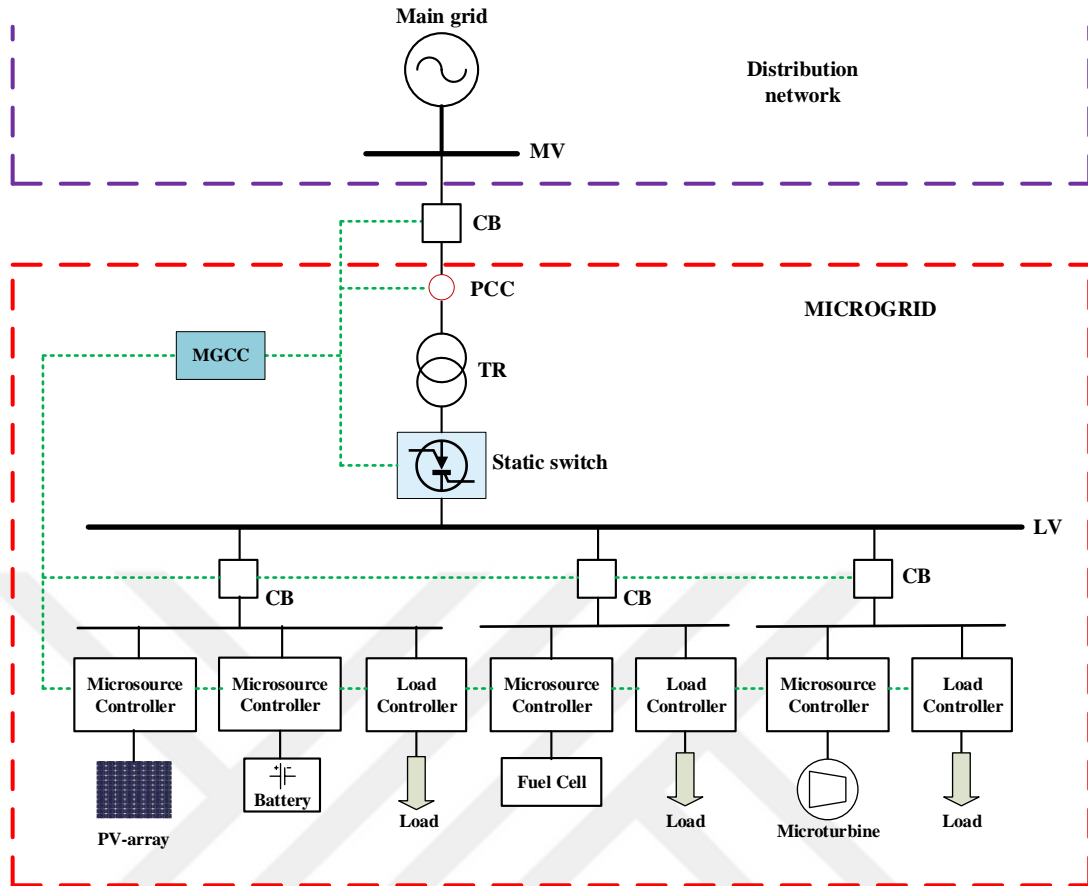 Main grid
Distribution
network
MV
CB
PCC
MICROGRID
MGCC
TR
Static switch
LV
CB
CB
CB
Microsource
Controller
Microsource
Controller
Load
Controller
Microsource
Controller
Load
Controller
Microsource
Controller
Load
Controller
PV-array
+ -
Battery
Load
Fuel Cell
Load
Microturbine
Load